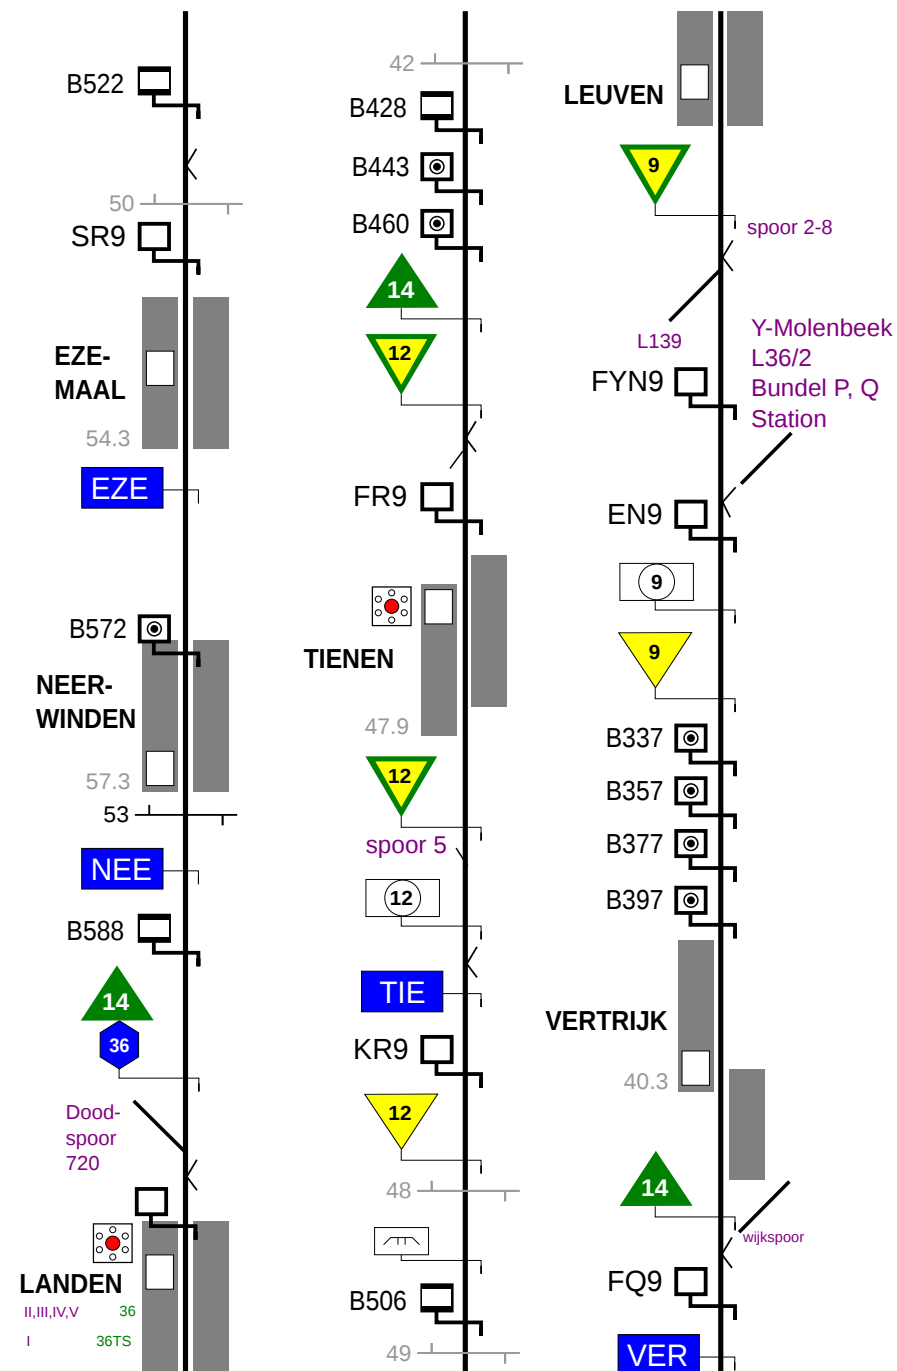 B522
50
SR9
EZE-
MAAL
54.3
EZE
B572
NEER-
WINDEN
57.3
53
NEE
B588
14
36
Dood-
spoor
720
LANDEN
II,III,IV,V 36
I 36TS
42
B428
B443
B460
14
12
FR9
TIENEN
47.9
12
spoor 5
12
TIE
KR9
12
48
B506
49
LEUVEN
9
spoor 2-8
L139
Y-Molenbeek
L36/2
Bundel P, Q
Station
FYN9
EN9
9
9
B337
B357
B377
B397
VERTRIJK
40.3
14
wijkspoor
FQ9
VER